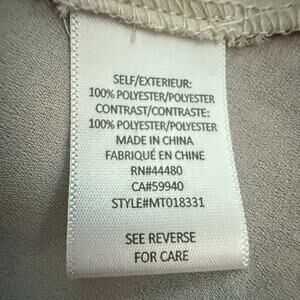 SELF/EXTERIEUR:
100% POLYESTER/POLYESTER
CONTRAST/CONTRASTE:
100% POLYESTER/POLYESTER
MADE IN CHINA
FABRIQUÉ EN CHINE
RN#44480
CA#59940
STYLE#MT018331
SEE REVERSE
FOR CARE